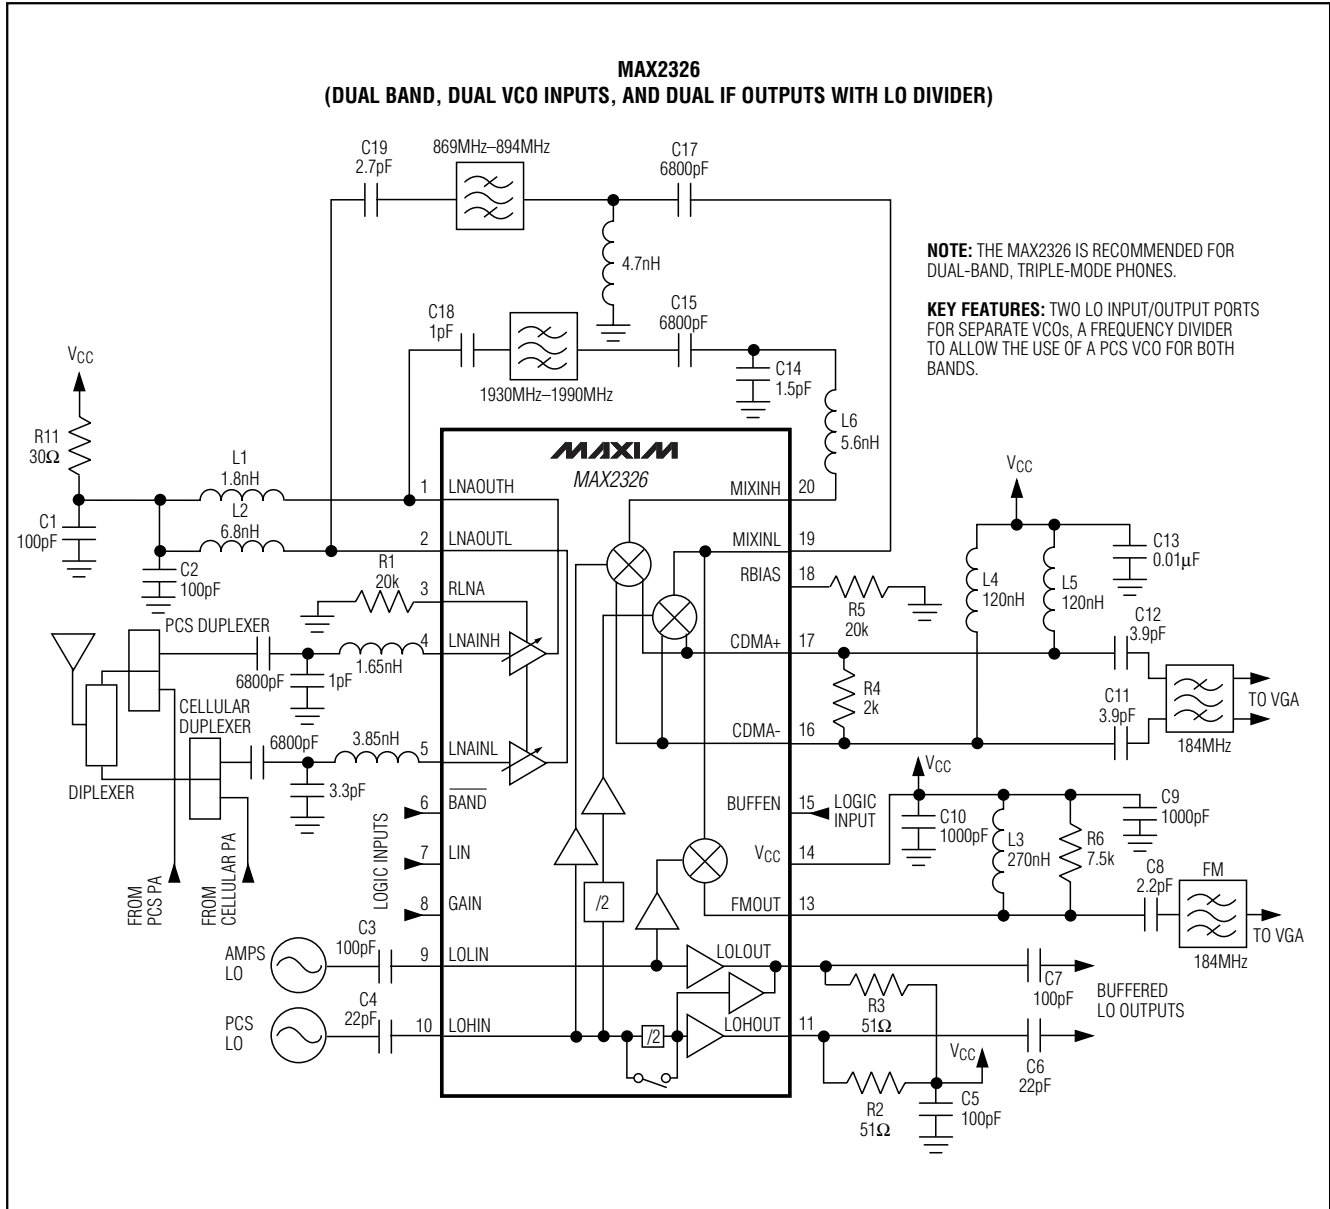 MAX2326
(DUAL BAND, DUAL VCO INPUTS, AND DUAL IF OUTPUTS WITH LO DIVIDER)
C19
2.7pF
869MHz–894MHz
C17
6800pF
4.7nH
NOTE: THE MAX2326 IS RECOMMENDED FOR
DUAL-BAND, TRIPLE-MODE PHONES.
KEY FEATURES: TWO LO INPUT/OUTPUT PORTS
FOR SEPARATE VCOs, A FREQUENCY DIVIDER
TO ALLOW THE USE OF A PCS VCO FOR BOTH
BANDS.
C18
1pF
1930MHz–1990MHz
C15
6800pF
C14
1.5pF
L6
5.6nH
VCC
R11
30Ω
C1
100pF
L1
1.8nH
L2
6.8nH
C2
100pF
R1
20k
MAXIM
MAX2326
1
LNAOUTH
2
LNAOUTL
3
RLNA
4
LNAINH
5
LNAINL
6
BAND
7
LIN
8
GAIN
9
LOLIN
10
LOHIN
MIXINH
20
MIXINL
19
RBIAS
18
CDMA+
17
CDMA-
16
BUFFEN
15
VCC
14
FMOUT
13
LOLOUT
LOHOUT
11
/2
/2
PCS DUPLEXER
6800pF
1pF
1.65nH
CELLULAR
DUPLEXER
6800pF
3.85nH
3.3pF
DIPLEXER
FROM
PCS PA
FROM
CELLULAR PA
LOGIC INPUTS
AMPS
LO
C3
100pF
PCS
LO
C4
22pF
R5
20k
R4
2k
VCC
L4
120nH
L5
120nH
C13
0.01µF
C12
3.9pF
C11
3.9pF
184MHz
TO VGA
LOGIC
INPUT
VCC
C10
1000pF
L3
270nH
R6
7.5k
C9
1000pF
C8
2.2pF
FM
184MHz
TO VGA
R3
51Ω
C7
100pF
BUFFERED
LO OUTPUTS
C6
22pF
VCC
R2
51Ω
C5
100pF